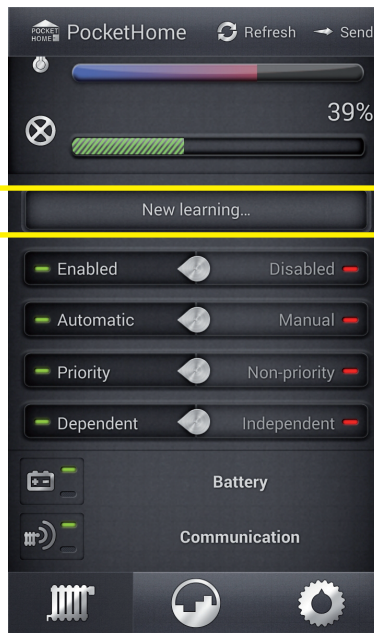 POCKET
HOME
PocketHome
Refresh
Send
39%
New learning...
Enabled
Disabled
Automatic
Manual
Priority
Non-priority
Dependent
Independent
Battery
Communication